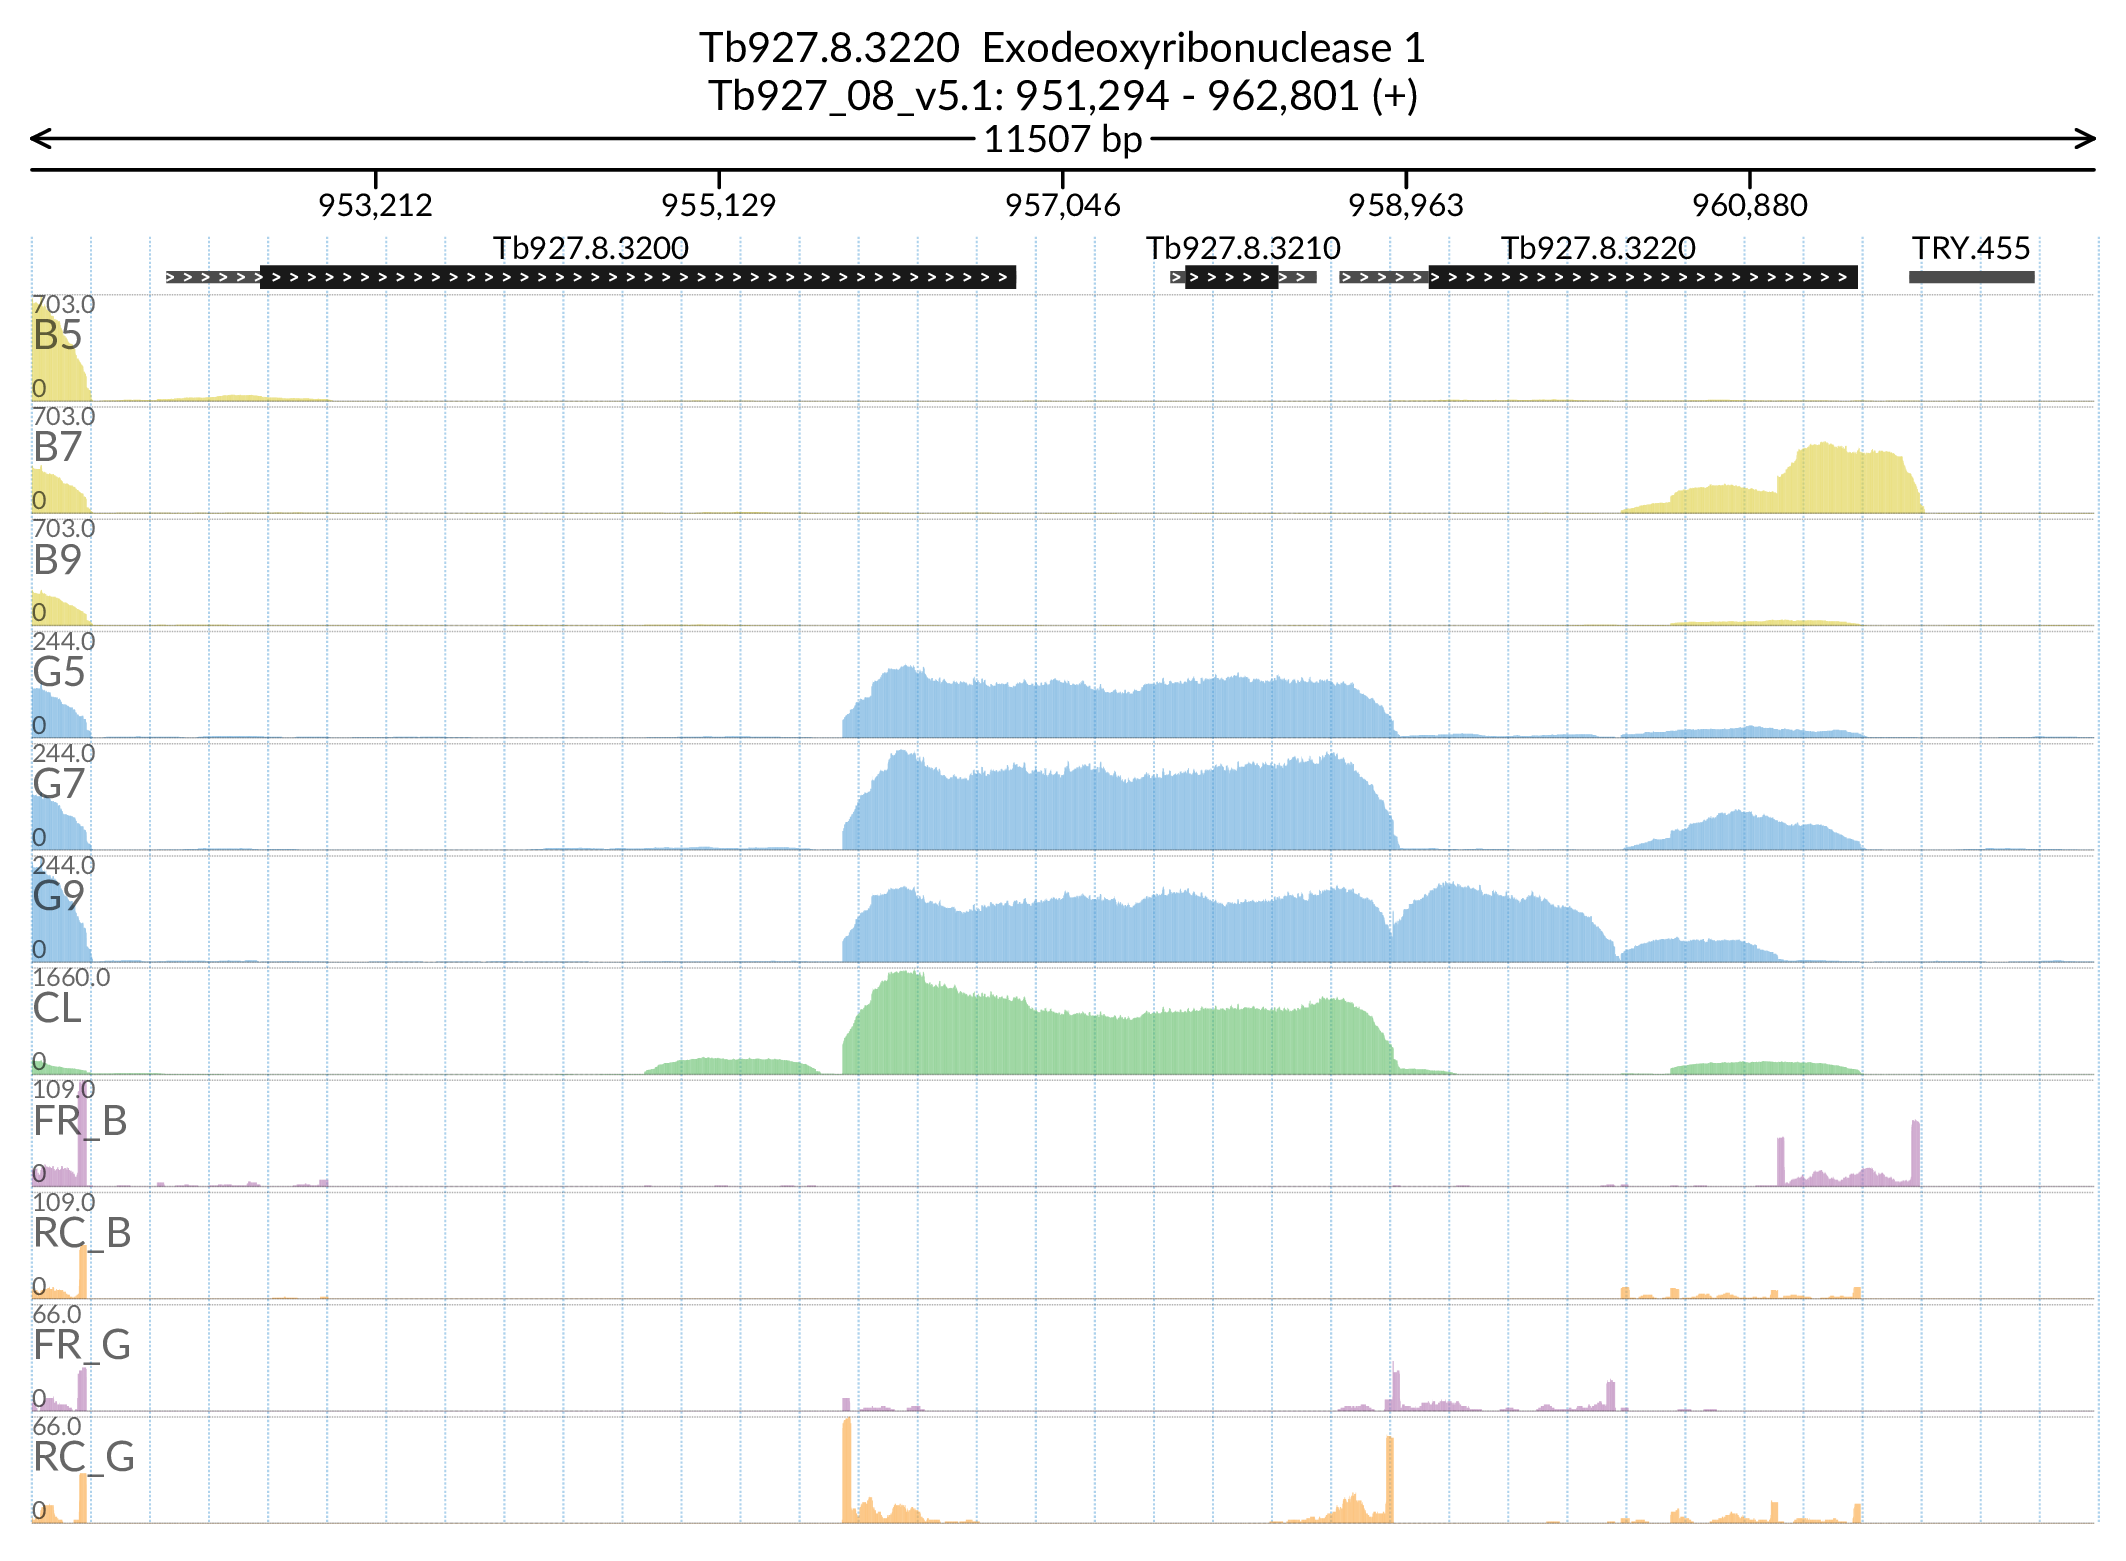 Tb927.8.3220 Exodeoxyribonuclease 1
Tb927_08_v5.1: 951,294 - 962,801 (+)
11507 bp
953,212 955,129 957,046 958,963 960,880
Tb927.8.3200 Tb927.8.3210 Tb927.8.3220 TRY.455
703.0
B5
0
703.0
B7
0
703.0
B9
0
244.0
G5
0
244.0
G7
0
244.0
G9
0
1660.0
CL
0
109.0
FR_B
0
109.0
RC_B
0
66.0
FR_G
0
66.0
RC_G
0